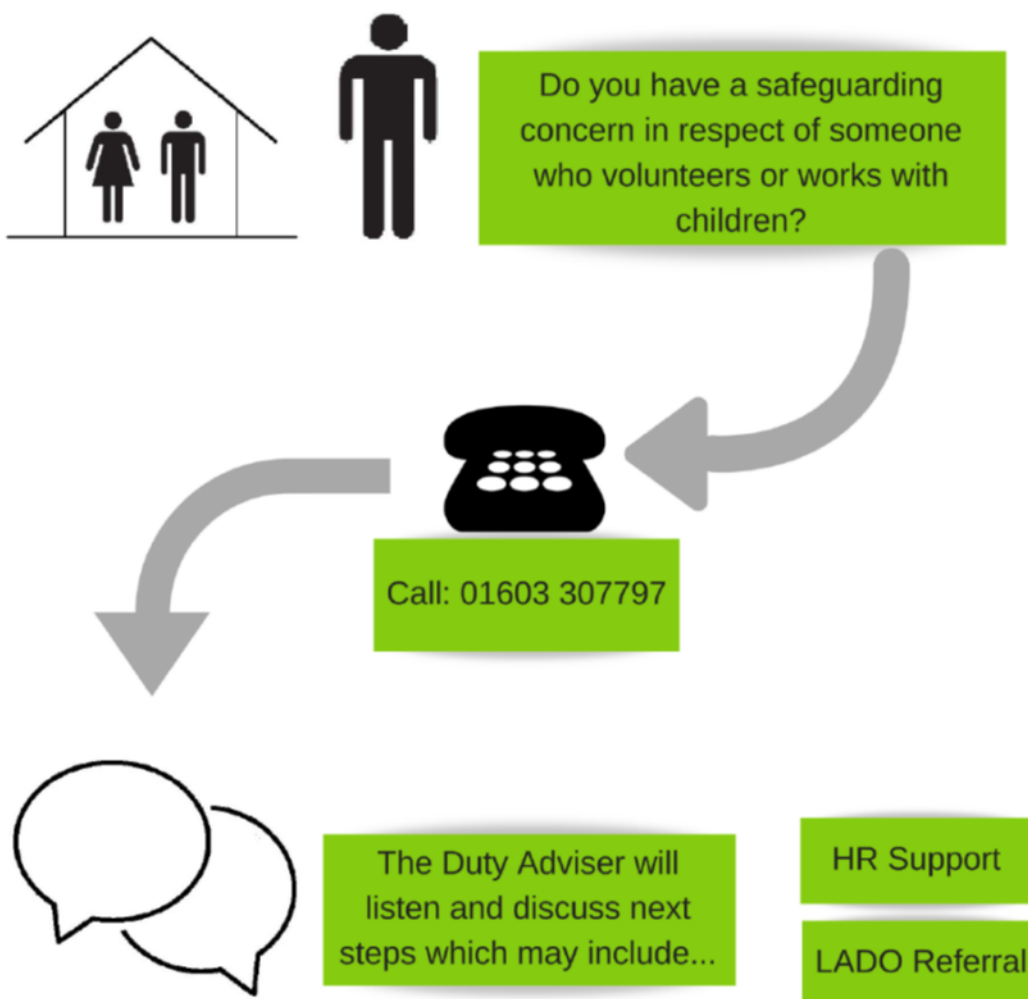 Do you have a safeguarding
concern in respect of someone
who volunteers or works with
children?
Call: 01603 307797
The Duty Adviser will
listen and discuss next
steps which may include...
HR Support
LADO Referral